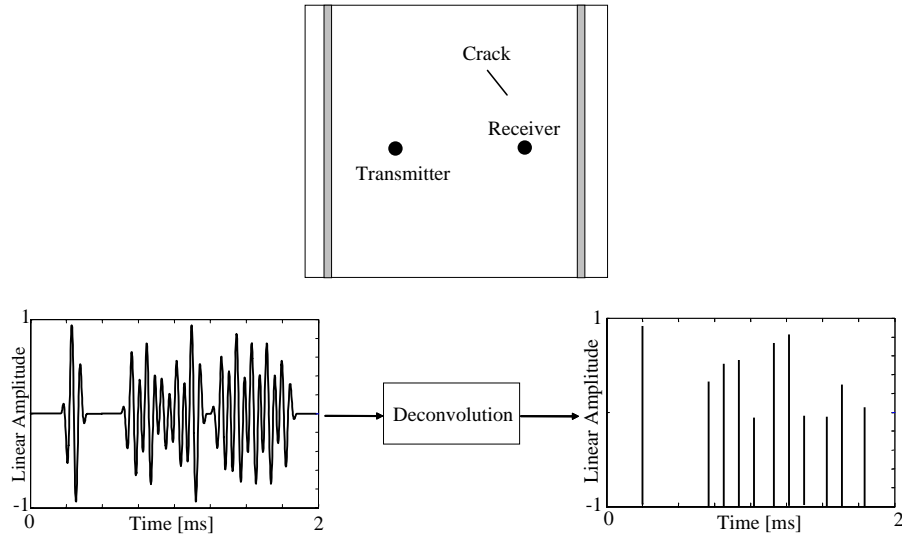 Crack
Receiver
Transmitter
1
Linear Amplitude
-1
0
Time [ms]
2
Deconvolution
1
Linear Amplitude
-1
0
Time [ms]
2